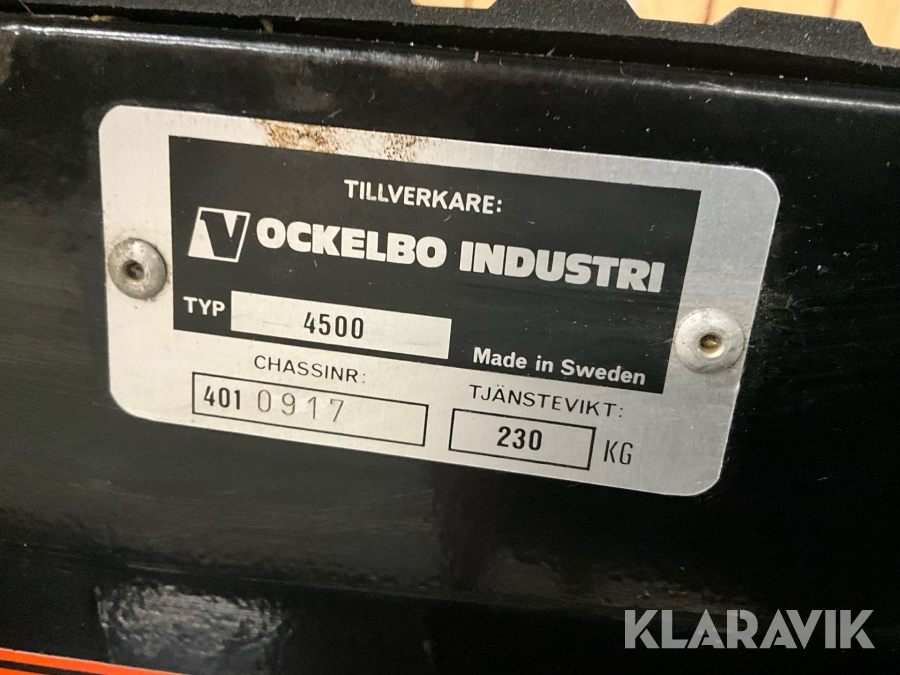 TILLVERKARE:
OCKELBO INDUSTRI
TYP 4500
Made in Sweden
CHASSINR:
401 0917
TJÄNSTEVIKT:
230 KG
KLARAVIK